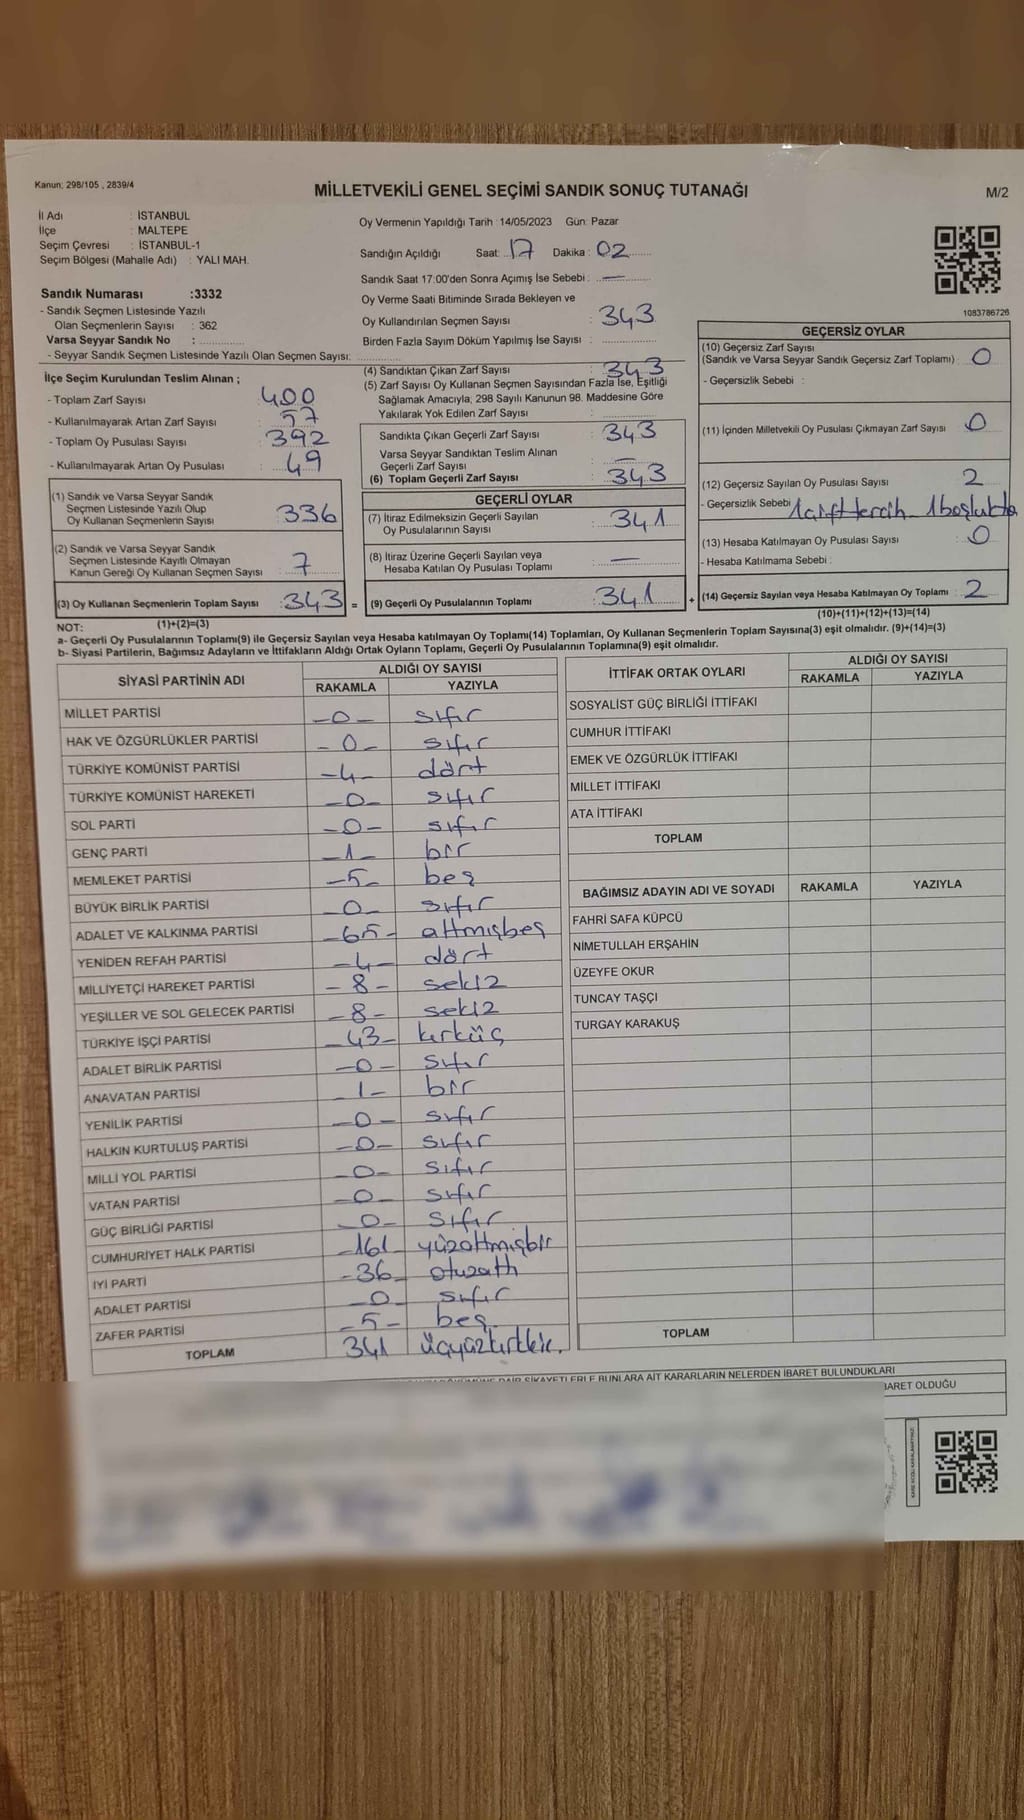 Kanun: 298/105 , 2839/4
MİLLETVEKİLİ GENEL SEÇİMİ SANDIK SONUÇ TUTANAĞI
M/2
İl Adı : İSTANBUL
İlçe : MALTEPE
Seçim Çevresi : İSTANBUL-1
Seçim Bölgesi (Mahalle Adı) : YALI MAH.
Sandık Numarası :3332
- Sandık Seçmen Listesinde Yazılı
Olan Seçmenlerin Sayısı : 362
Varsa Seyyar Sandık No :
- Seyyar Sandık Seçmen Listesinde Yazılı Olan Seçmen Sayısı:
Oy Vermenin Yapıldığı Tarih :14/05/2023 Gün: Pazar
Sandığın Açıldığı Saat: 17 Dakika : 02
Sandık Saat 17:00'den Sonra Açımış İse Sebebi : —
Oy Verme Saati Bitiminde Sırada Bekleyen ve
Oy Kullandırılan Seçmen Sayısı : 343
Birden Fazla Sayım Döküm Yapılmış İse Sayısı :
1083786726
İlçe Seçim Kurulundan Teslim Alınan ;
- Toplam Zarf Sayısı : 400
- Kullanılmayarak Artan Zarf Sayısı : 57
- Toplam Oy Pusulası Sayısı : 392
- Kullanılmayarak Artan Oy Pusulası : 49
(1) Sandık ve Varsa Seyyar Sandık
Seçmen Listesinde Yazılı Olup
Oy Kullanan Seçmenlerin Sayısı : 336
(2) Sandık ve Varsa Seyyar Sandık
Seçmen Listesinde Kayıtlı Olmayan
Kanun Gereği Oy Kullanan Seçmen Sayısı : 7
(3) Oy Kullanan Seçmenlerin Toplam Sayısı : 343 =
(1)+(2)=(3)
(4) Sandıktan Çıkan Zarf Sayısı : 343
(5) Zarf Sayısı Oy Kullanan Seçmen Sayısından Fazla İse, Eşitliği
Sağlamak Amacıyla; 298 Sayılı Kanunun 98. Maddesine Göre
Yakılarak Yok Edilen Zarf Sayısı :
Sandıkta Çıkan Geçerli Zarf Sayısı : 343
Varsa Seyyar Sandıktan Teslim Alınan
Geçerli Zarf Sayısı : —
(6) Toplam Geçerli Zarf Sayısı : 343
GEÇERLİ OYLAR
(7) İtiraz Edilmeksizin Geçerli Sayılan
Oy Pusulalarının Sayısı : 341
(8) İtiraz Üzerine Geçerli Sayılan veya
Hesaba Katılan Oy Pusulası Toplamı : —
(9) Geçerli Oy Pusulalarının Toplamı : 341 +
GEÇERSİZ OYLAR
(10) Geçersiz Zarf Sayısı
(Sandık ve Varsa Seyyar Sandık Geçersiz Zarf Toplamı) : 0
- Geçersizlik Sebebi :
(11) İçinden Milletvekili Oy Pusulası Çıkmayan Zarf Sayısı : 0
(12) Geçersiz Sayılan Oy Pusulası Sayısı : 2
- Geçersizlik Sebebi 1 çift tercih 1 boşlukta
(13) Hesaba Katılmayan Oy Pusulası Sayısı : 0
- Hesaba Katılmama Sebebi :
(14) Geçersiz Sayılan veya Hesaba Katılmayan Oy Toplamı : 2
(10)+(11)+(12)+(13)=(14)
NOT:
a- Geçerli Oy Pusulalarının Toplamı(9) ile Geçersiz Sayılan veya Hesaba katılmayan Oy Toplamı(14) Toplamları, Oy Kullanan Seçmenlerin Toplam Sayısına(3) eşit olmalıdır. (9)+(14)=(3)
b- Siyasi Partilerin, Bağımsız Adayların ve İttifakların Aldığı Ortak Oyların Toplamı, Geçerli Oy Pusulalarının Toplamına(9) eşit olmalıdır.
SİYASİ PARTİNİN ADI ALDIĞI OY SAYISI
RAKAMLA YAZIYLA
MİLLET PARTİSİ -0- sıfır
HAK VE ÖZGÜRLÜKLER PARTİSİ -0- sıfır
TÜRKİYE KOMÜNİST PARTİSİ -4- dört
TÜRKİYE KOMÜNİST HAREKETİ -0- sıfır
SOL PARTİ -0- sıfır
GENÇ PARTİ -1- bir
MEMLEKET PARTİSİ -5- beş
BÜYÜK BİRLİK PARTİSİ -0- sıfır
ADALET VE KALKINMA PARTİSİ -65- altmışbeş
YENİDEN REFAH PARTİSİ -4- dört
MİLLİYETÇİ HAREKET PARTİSİ -8- sekiz
YEŞİLLER VE SOL GELECEK PARTİSİ -8- sekiz
TÜRKİYE İŞÇİ PARTİSİ -43- kırküç
ADALET BİRLİK PARTİSİ -0- sıfır
ANAVATAN PARTİSİ -1- bir
YENİLİK PARTİSİ -0- sıfır
HALKIN KURTULUŞ PARTİSİ -0- sıfır
MİLLİ YOL PARTİSİ -0- sıfır
VATAN PARTİSİ -0- sıfır
GÜÇ BİRLİĞİ PARTİSİ -0- sıfır
CUMHURİYET HALK PARTİSİ -161- yüzaltmışbir
İYİ PARTİ -36- otuzaltı
ADALET PARTİSİ -0- sıfır
ZAFER PARTİSİ -5- beş
TOPLAM 341 üçyüzkırkbir.
İTTİFAK ORTAK OYLARI ALDIĞI OY SAYISI
RAKAMLA YAZIYLA
SOSYALİST GÜÇ BİRLİĞİ İTTİFAKI
CUMHUR İTTİFAKI
EMEK VE ÖZGÜRLÜK İTTİFAKI
MİLLET İTTİFAKI
ATA İTTİFAKI
TOPLAM
BAĞIMSIZ ADAYIN ADI VE SOYADI RAKAMLA YAZIYLA
FAHRİ SAFA KÜPCÜ
NİMETULLAH ERŞAHİN
ÜZEYFE OKUR
TUNCAY TAŞÇI
TURGAY KARAKUŞ
TOPLAM
ŞİKAYETLERLE BUNLARA AİT KARARLARIN NELERDEN İBARET BULUNDUKLARI
BARET OLDUĞU